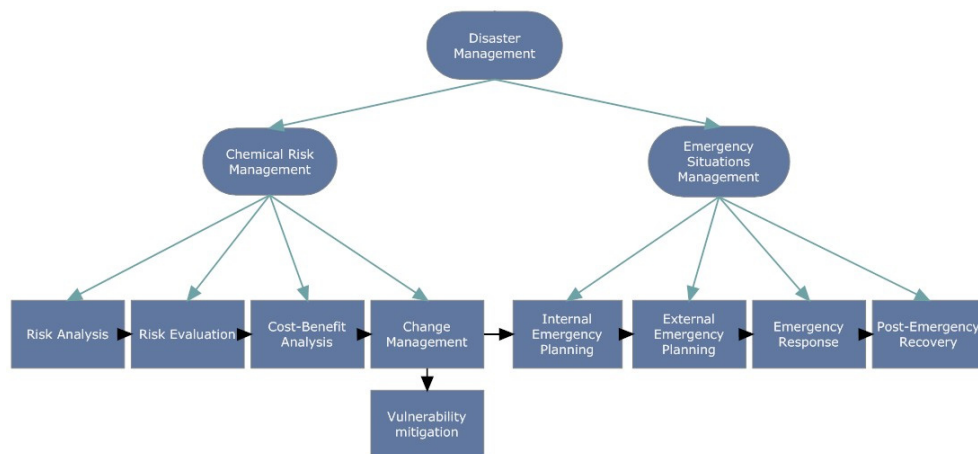 Disaster
Management
Chemical Risk
Management
Emergency
Situations
Management
Risk Analysis
Risk Evaluation
Cost-Benefit
Analysis
Change
Management
Internal
Emergency
Planning
External
Emergency
Planning
Emergency
Response
Post-Emergency
Recovery
Vulnerability
mitigation